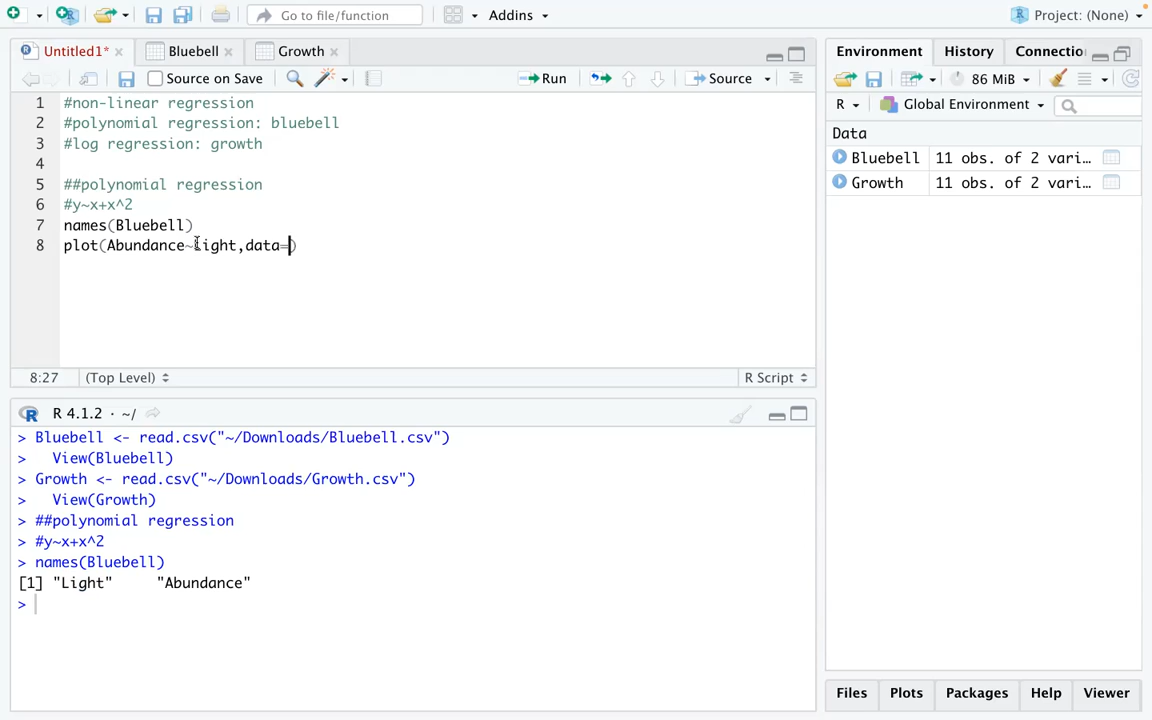 Go to file/function
Addins
Project: (None)
Untitled1*
Bluebell
Growth
Source on Save
Run
Source
1 #non-linear regression
2 #polynomial regression: bluebell
3 #log regression: growth
4
5 ##polynomial regression
6 #y~x+x^2
7 names(Bluebell)
8 plot(Abundance~Light,data=)
8:27
(Top Level)
R Script
R 4.1.2 · ~/
> Bluebell <- read.csv("~/Downloads/Bluebell.csv")
>   View(Bluebell)
> Growth <- read.csv("~/Downloads/Growth.csv")
>   View(Growth)
> ##polynomial regression
> #y~x+x^2
> names(Bluebell)
[1] "Light"     "Abundance"
>
Environment
History
Connectio
86 MiB
R
Global Environment
Data
Bluebell 11 obs. of 2 vari…
Growth 11 obs. of 2 vari…
Files
Plots
Packages
Help
Viewer